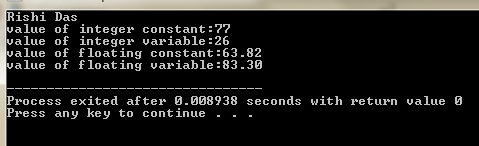 Rishi Das
value of integer constant:77
value of integer variable:26
value of floating constant:63.82
value of floating variable:83.30
--------------------------------
Process exited after 0.008938 seconds with return value 0
Press any key to continue . . .